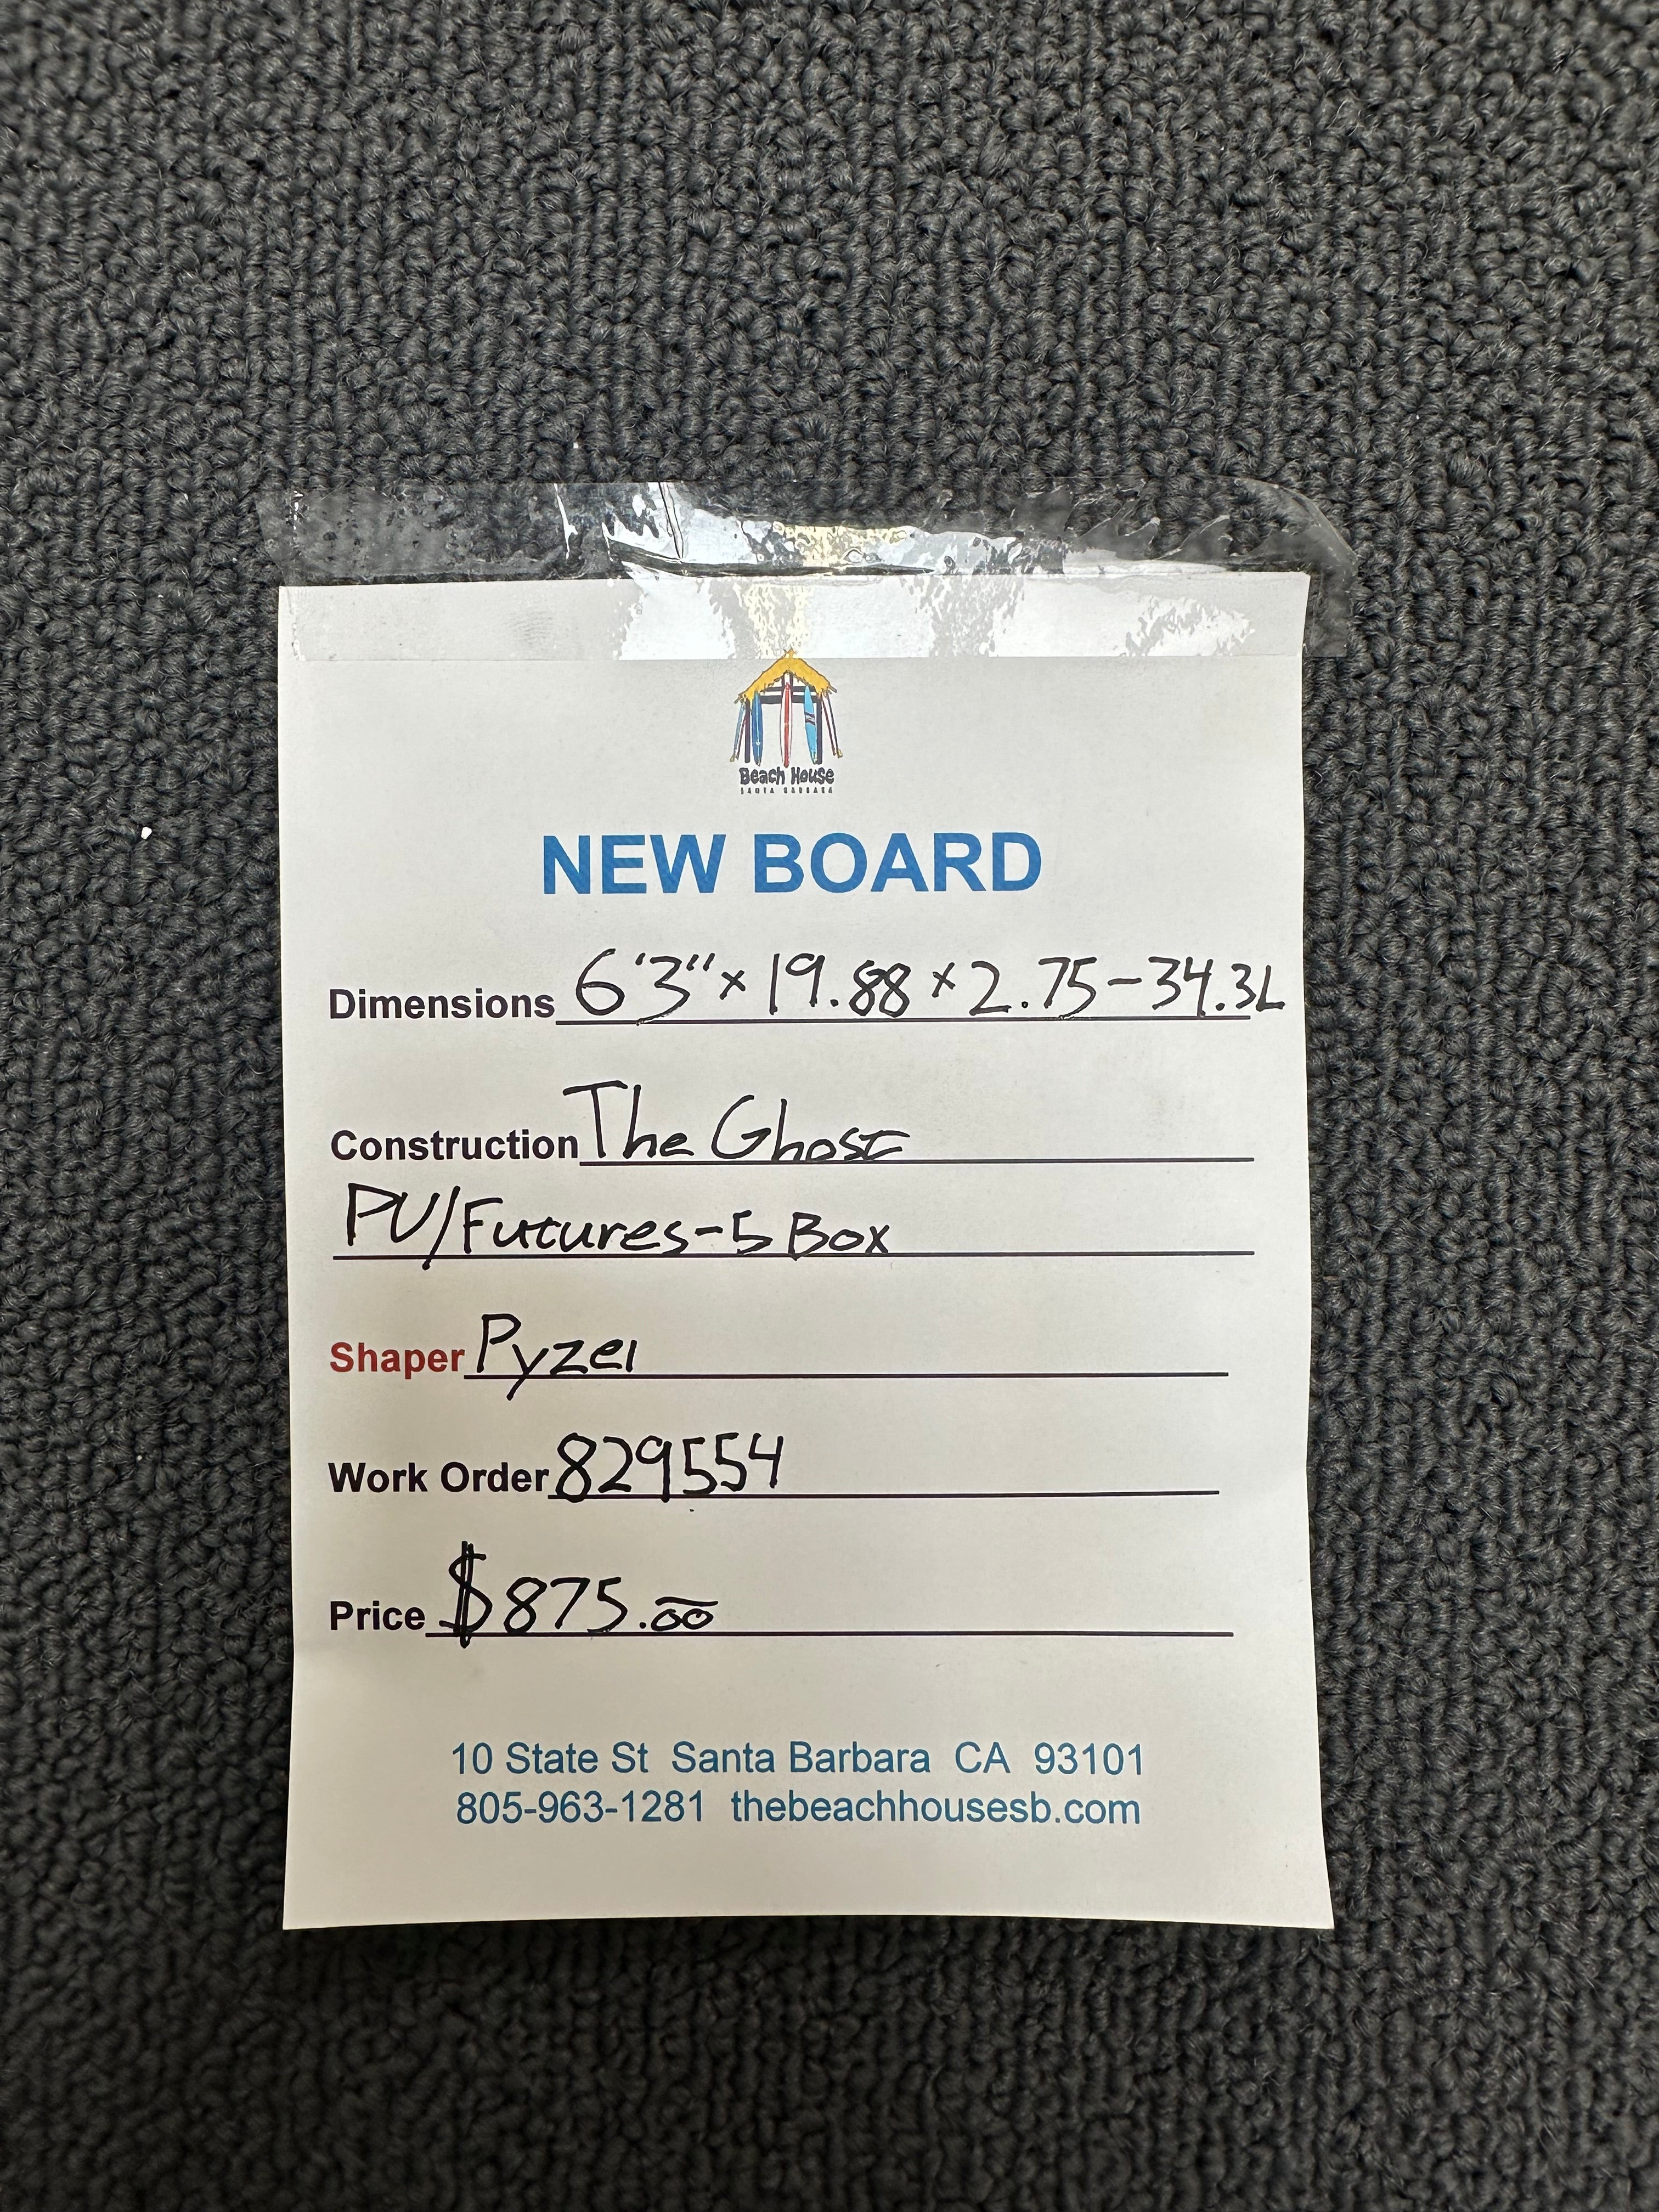 Beach House
SANTA BARBARA
NEW BOARD
Dimensions 6'3" x 19.88 x 2.75 - 34.3L
Construction The Ghost
PU/Futures - 5 Box
Shaper Pyzel
Work Order 829554
Price $875.00
10 State St Santa Barbara CA 93101
805-963-1281 thebeachhousesb.com